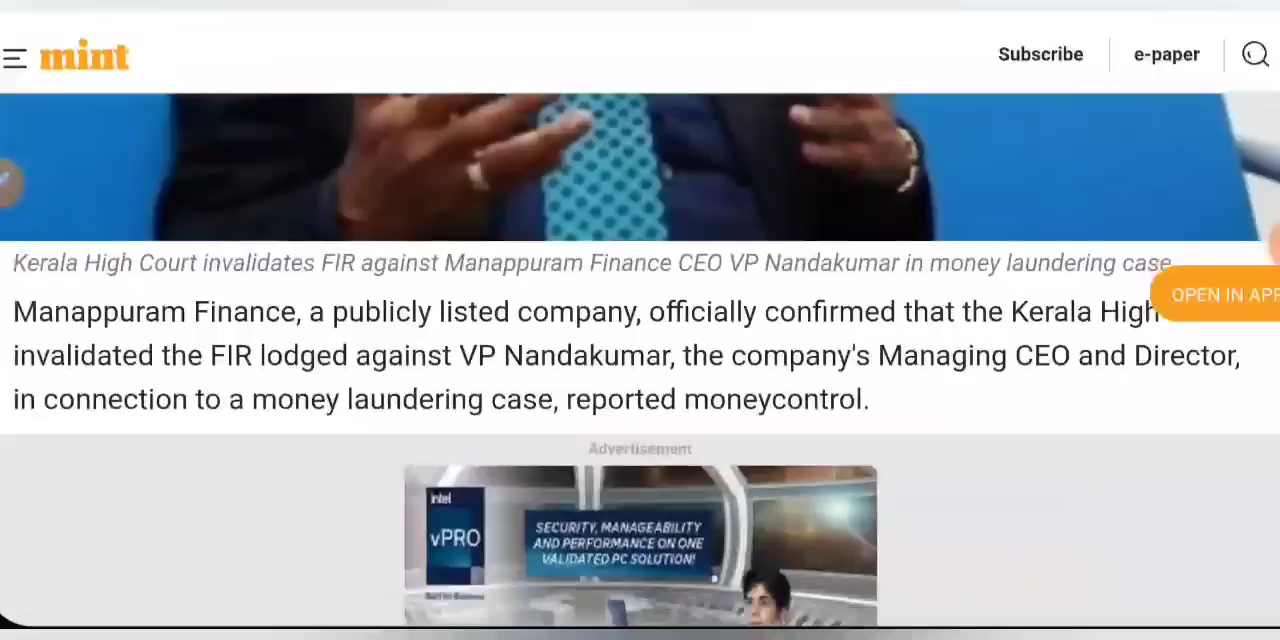 mint
Subscribe
e-paper
Kerala High Court invalidates FIR against Manappuram Finance CEO VP Nandakumar in money laundering case
OPEN IN APP
Manappuram Finance, a publicly listed company, officially confirmed that the Kerala High
invalidated the FIR lodged against VP Nandakumar, the company's Managing CEO and Director,
in connection to a money laundering case, reported moneycontrol.
Advertisement
intel
vPRO
SECURITY, MANAGEABILITY
AND PERFORMANCE ON ONE
VALIDATED PC SOLUTION!